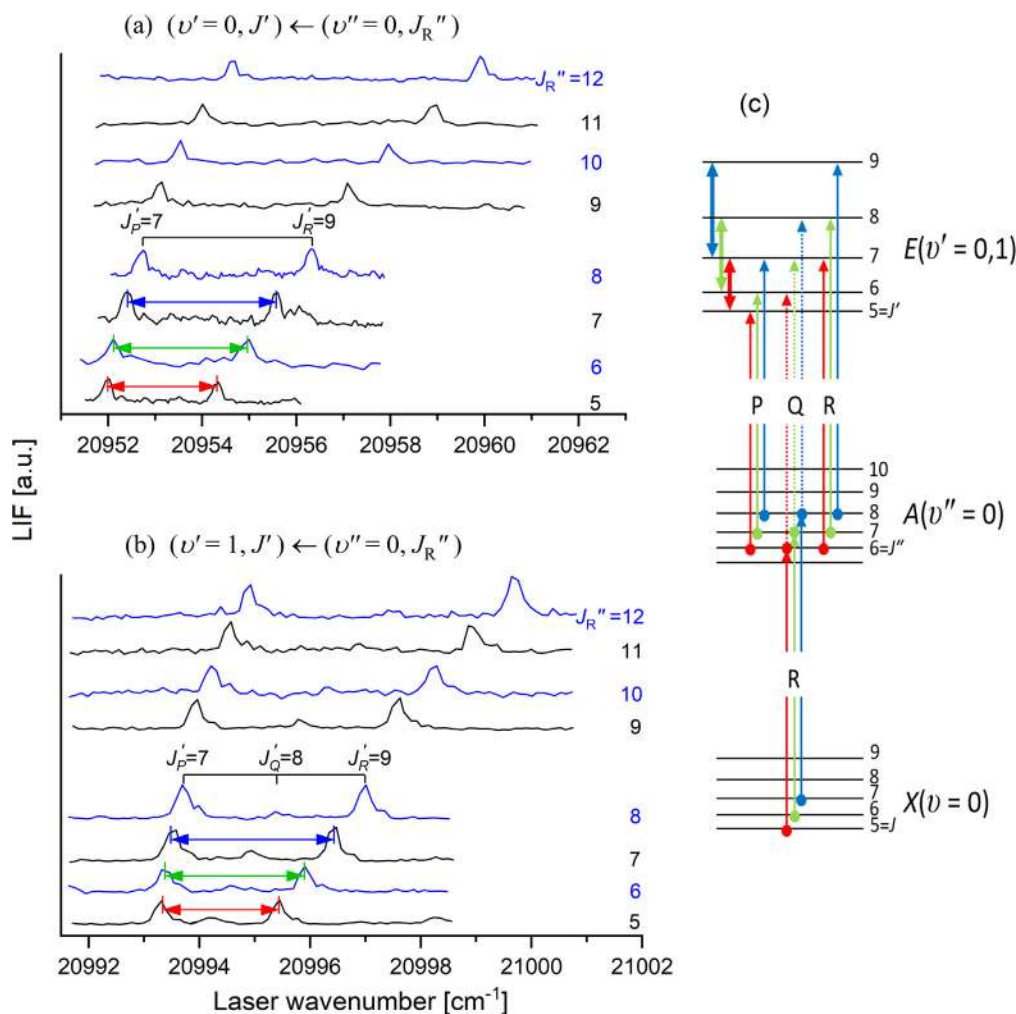 (a) (υ' = 0, J') ← (υ'' = 0, J_R'')
J_R'' =12
11
10
9
J_P'=7 J_R'=9
8
7
6
5
20952 20954 20956 20958 20960 20962
LIF [a.u.]
(b) (υ' = 1, J') ← (υ'' = 0, J_R'')
J_R'' =12
11
10
9
J_P'=7 J_Q'=8 J_R'=9
8
7
6
5
20992 20994 20996 20998 21000 21002
Laser wavenumber [cm⁻¹]
(c)
9
8
7
6
5=J'
E(υ' = 0,1)
P Q R
10
9
8
7
6=J''
A(υ'' = 0)
R
9
8
7
6
5=J
X(υ = 0)